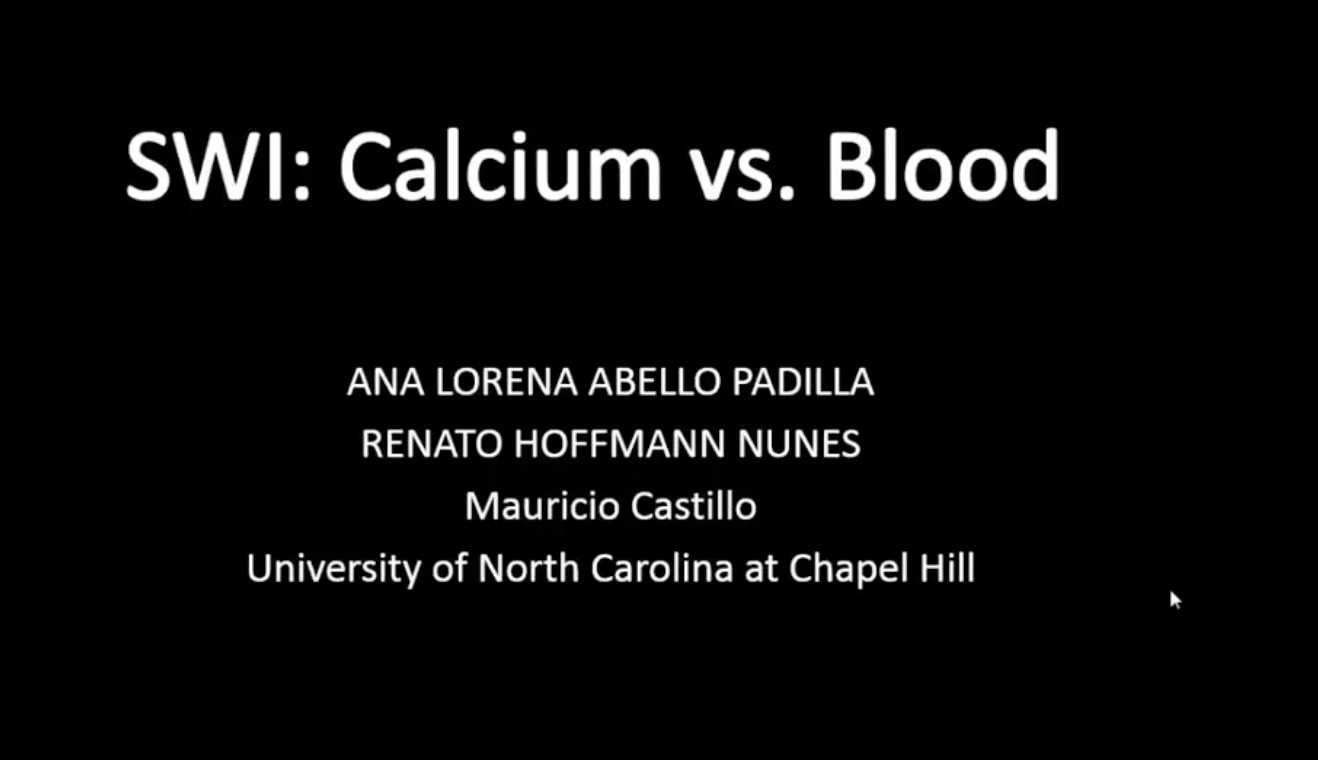 SWI: Calcium vs. Blood
ANA LORENA ABELLO PADILLA
RENATO HOFFMANN NUNES
Mauricio Castillo
University of North Carolina at Chapel Hill